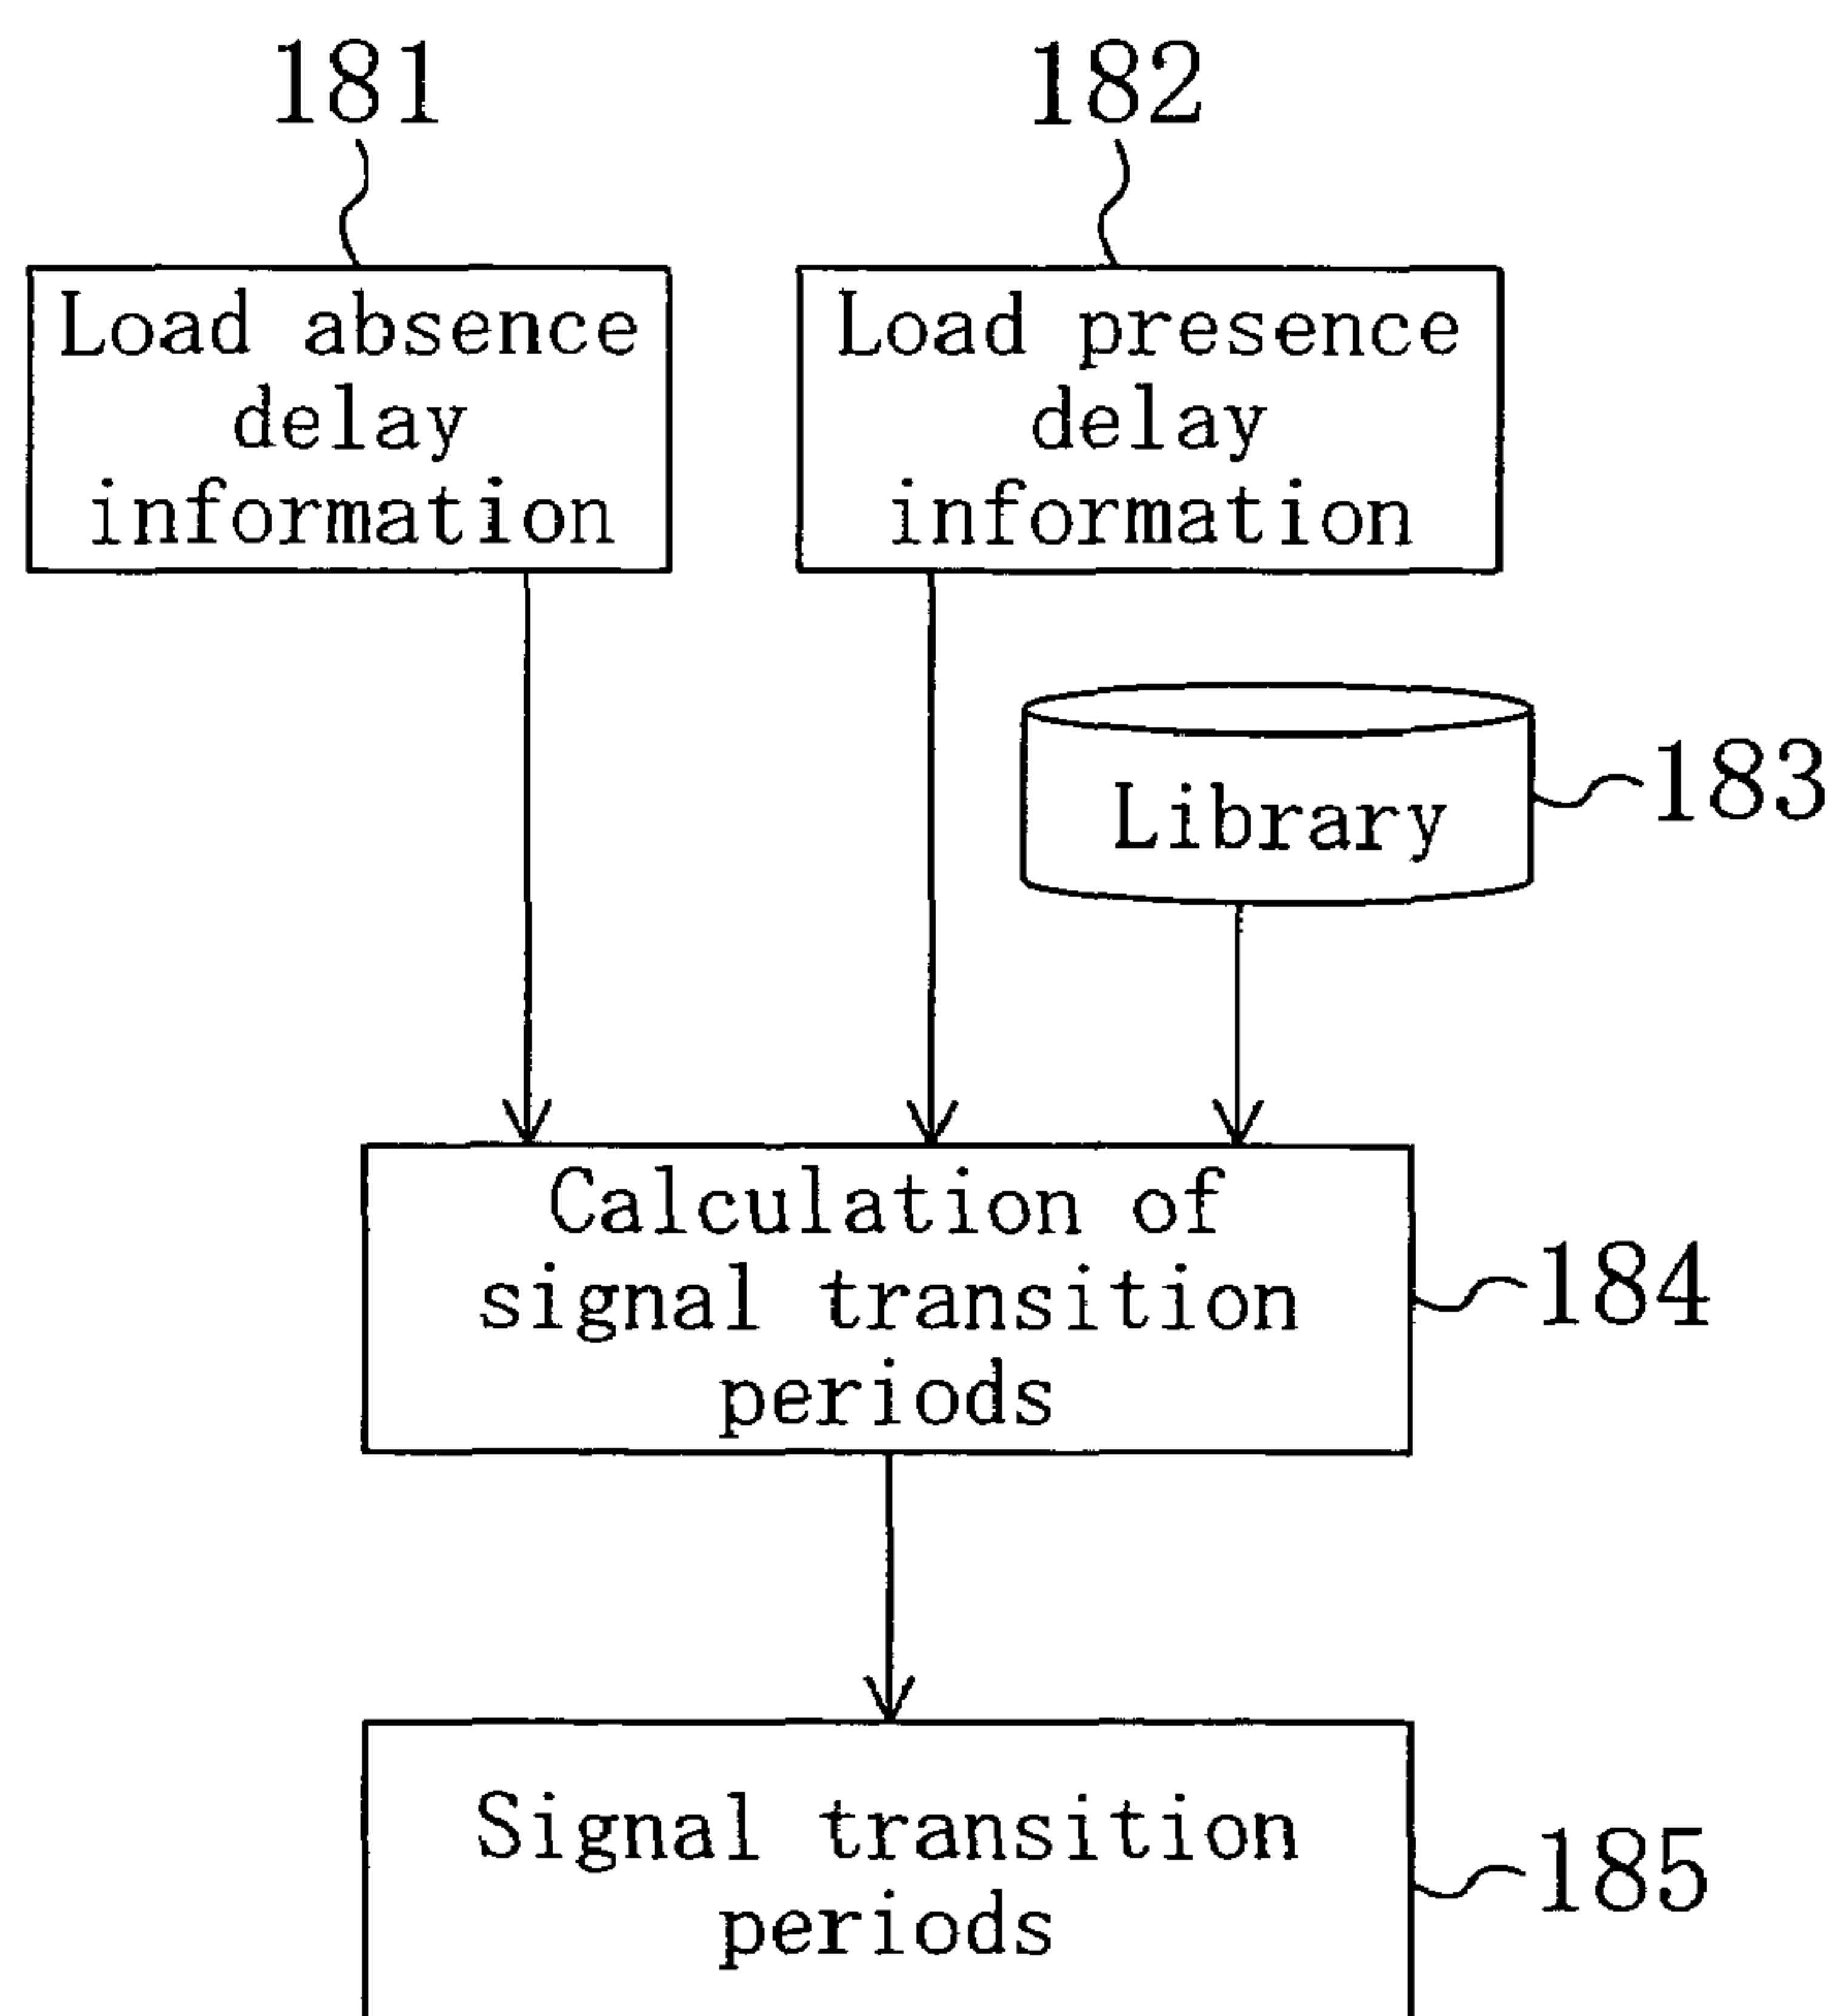 181
182
Load absence
delay
information
Load presence
delay
information
Library
183
Calculation of
signal transition
periods
184
Signal transition
periods
185